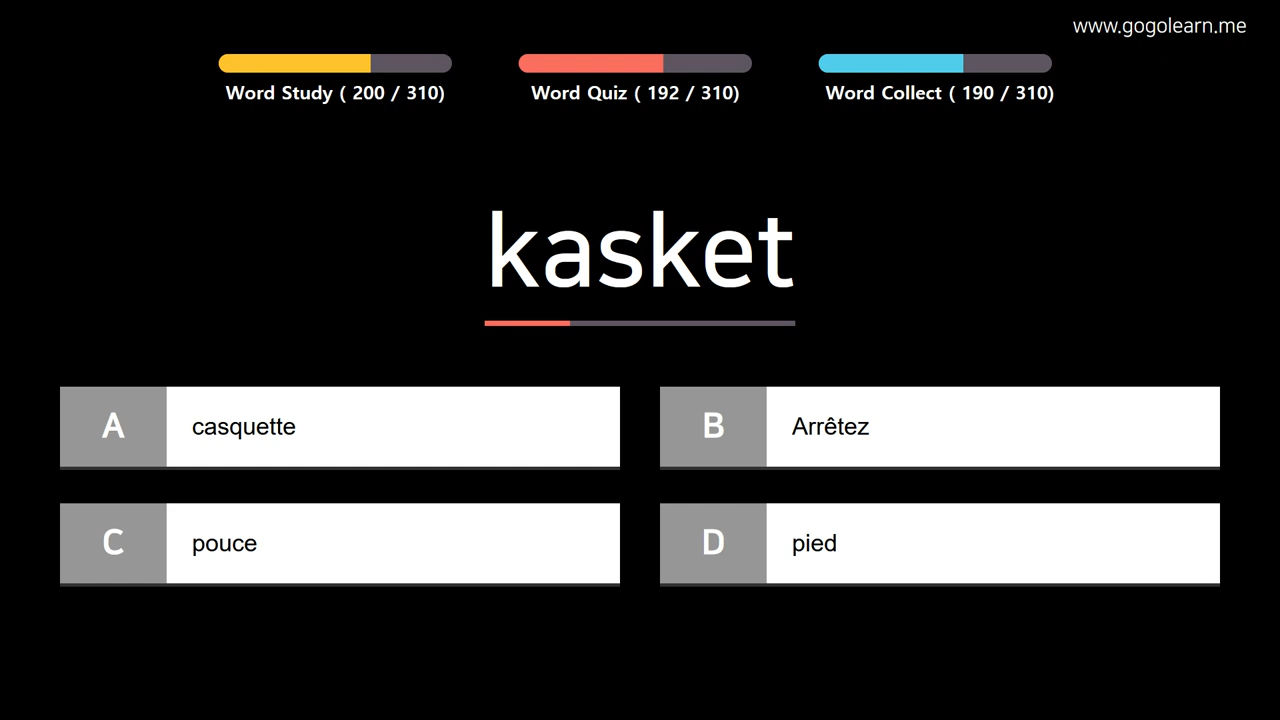 www.gogolearn.me
Word Study ( 200 / 310)
Word Quiz ( 192 / 310)
Word Collect ( 190 / 310)
kasket
A casquette
B Arrêtez
C pouce
D pied